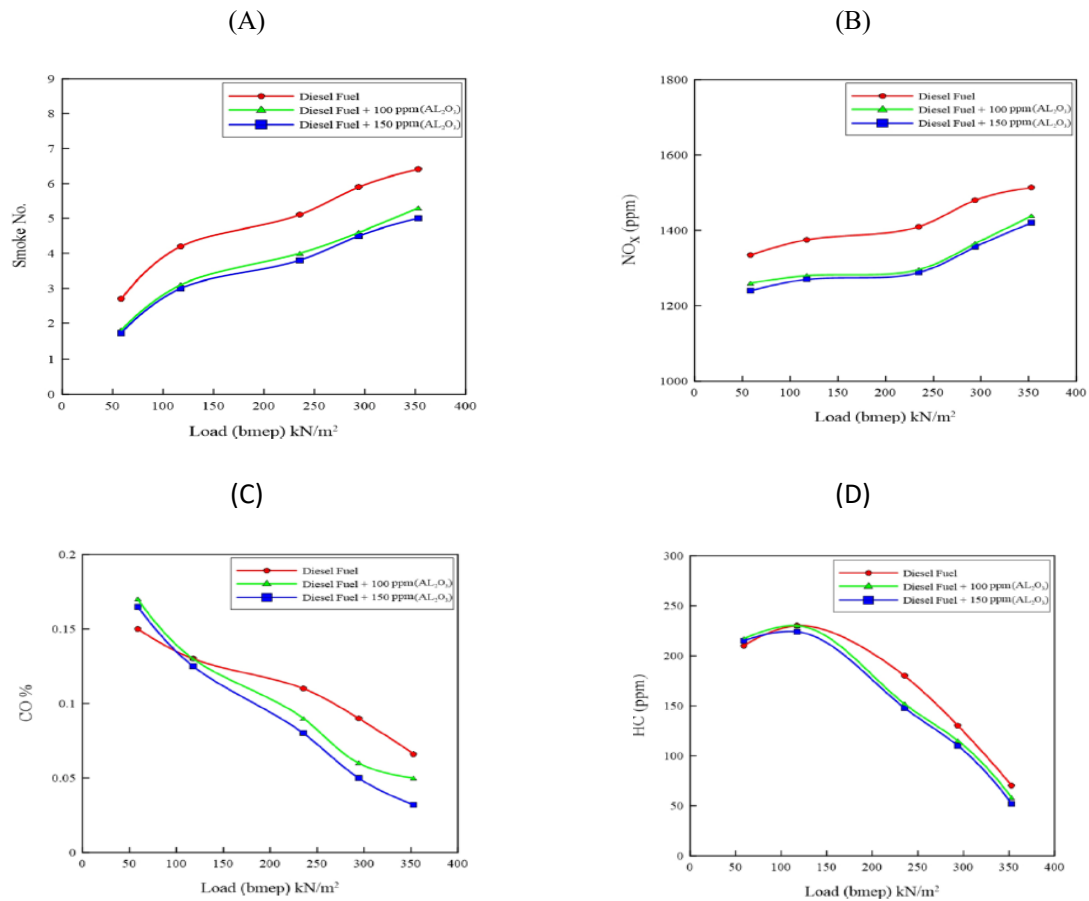 (A)
(B)
9
8
7
6
5
4
3
2
1
0
Smoke No.
Diesel Fuel
Diesel Fuel + 100 ppm(AL₂O₃)
Diesel Fuel + 150 ppm(AL₂O₃)
0 50 100 150 200 250 300 350 400
Load (bmep) kN/m²
1800
1600
1400
1200
1000
NOX (ppm)
Diesel Fuel
Diesel Fuel + 100 ppm(AL₂O₃)
Diesel Fuel + 150 ppm(AL₂O₃)
0 50 100 150 200 250 300 350 400
Load (bmep) kN/m²
(C)
(D)
0.2
0.15
0.1
0.05
0
CO %
Diesel Fuel
Diesel Fuel + 100 ppm(AL₂O₃)
Diesel Fuel + 150 ppm(AL₂O₃)
0 50 100 150 200 250 300 350 400
Load (bmep) kN/m²
300
250
200
150
100
50
0
HC (ppm)
Diesel Fuel
Diesel Fuel + 100 ppm(AL₂O₃)
Diesel Fuel + 150 ppm(AL₂O₃)
0 50 100 150 200 250 300 350 400
Load (bmep) kN/m²